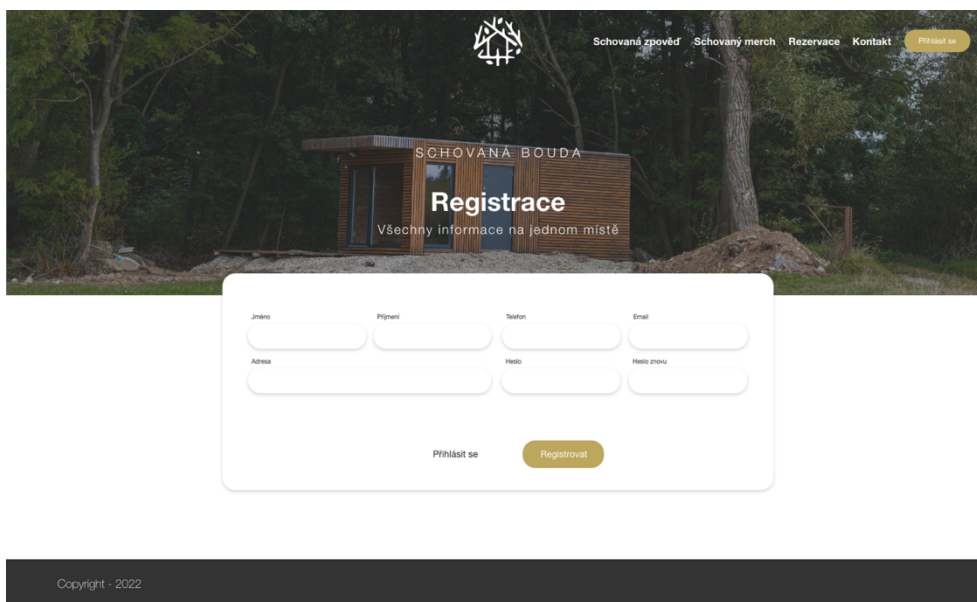 Schovaná zpověď Schovaný merch Rezervace Kontakt Přihlásit se
SCHOVANÁ BOUDA
Registrace
Všechny informace na jednom místě
Jméno Příjmení Telefon Email
Adresa Heslo Heslo znovu
Přihlásit se Registrovat
Copyright - 2022